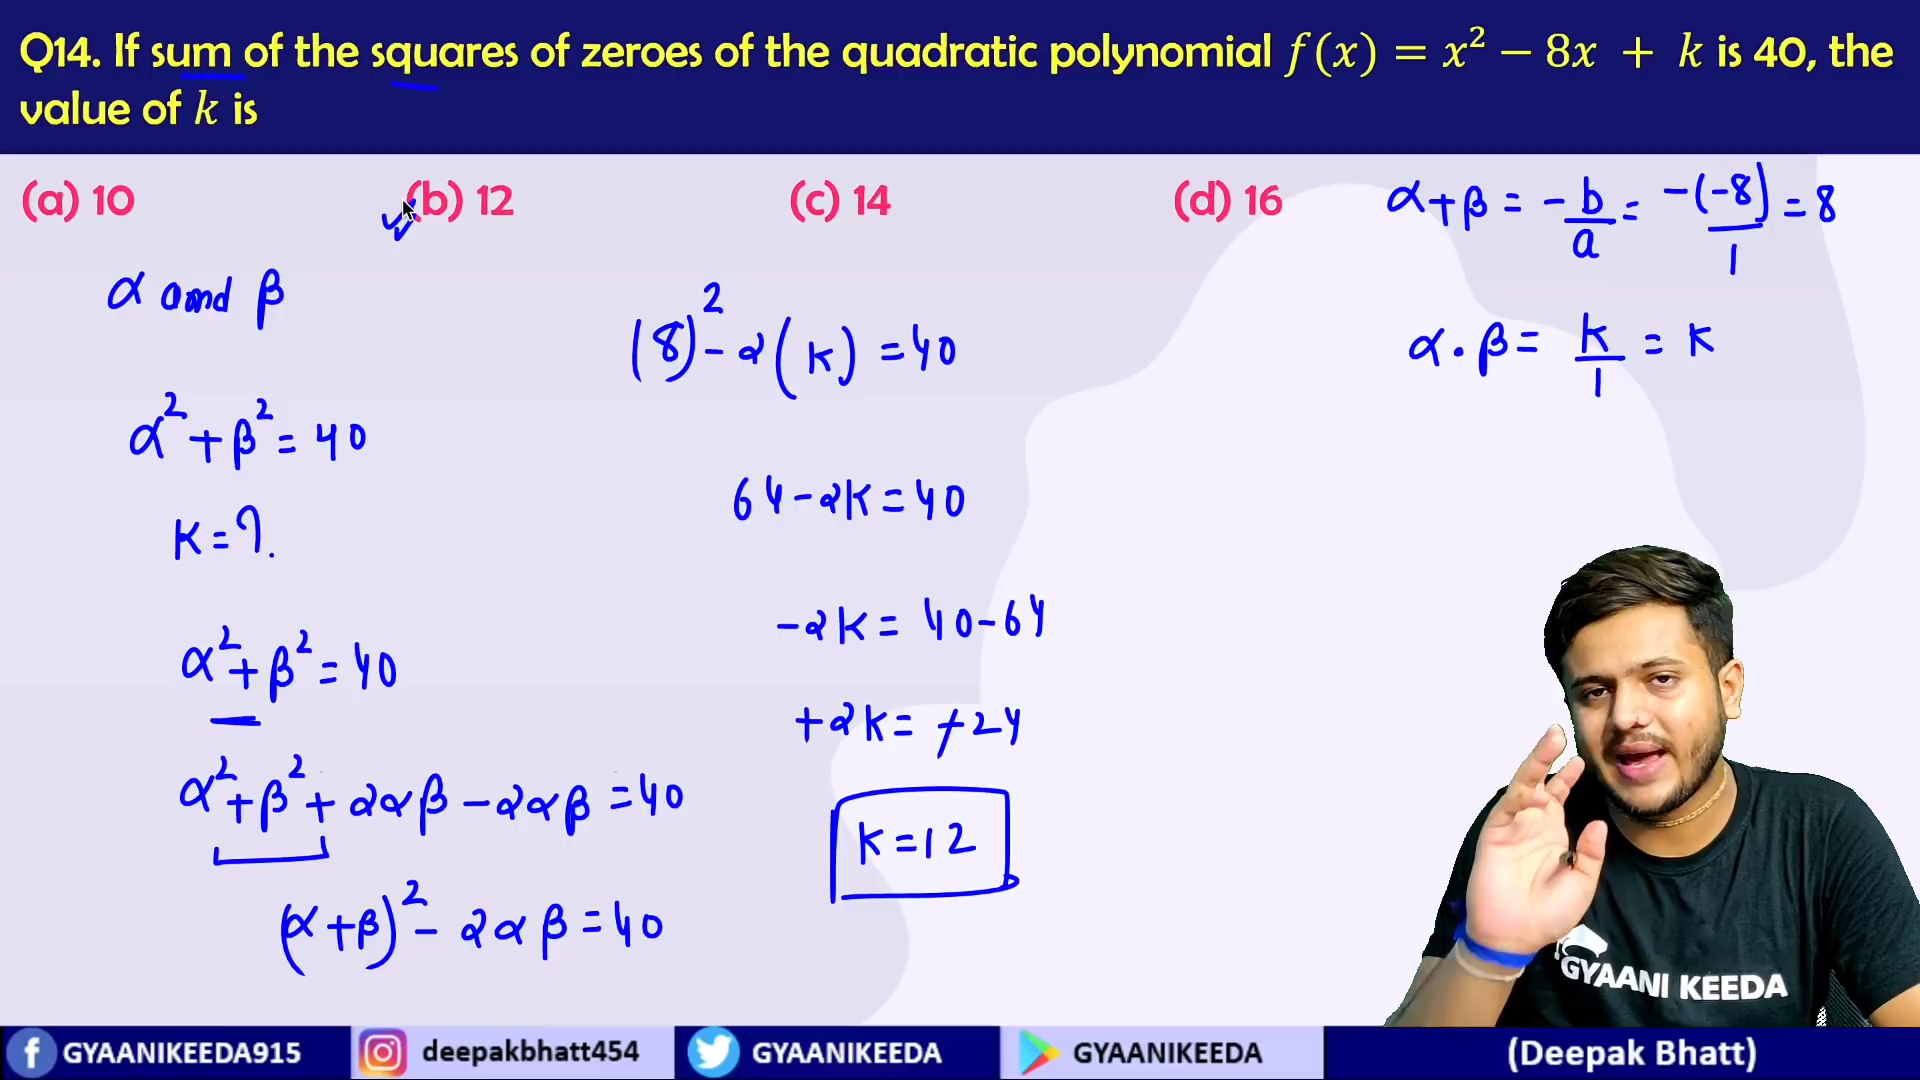 Q14. If sum of the squares of zeroes of the quadratic polynomial f(x) = x² − 8x + k is 40, the
value of k is
(a) 10 (b) 12 (c) 14 (d) 16
α and β
α² + β² = 40
K = ?.
α² + β² = 40
α² + β² + 2αβ − 2αβ = 40
(α + β)² − 2αβ = 40
(8)² − 2(k) = 40
64 − 2k = 40
−2k = 40 − 64
+2k = +24
K = 12
α + β = −b/a = −(−8)/1 = 8
α · β = k/1 = k
GYAANI KEEDA
GYAANIKEEDA915 deepakbhatt454 GYAANIKEEDA GYAANIKEEDA (Deepak Bhatt)